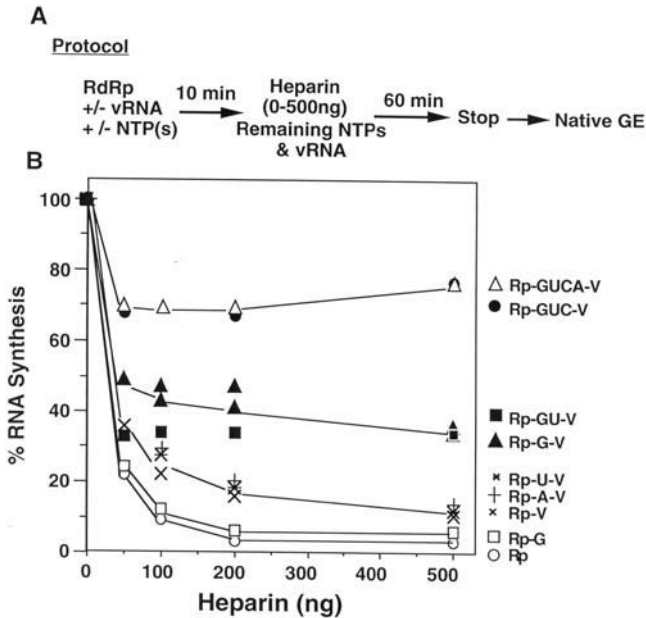 A
Protocol
RdRp
+/- vRNA
+ /- NTP(s)
10 min
Heparin
(0-500ng)
Remaining NTPs
& vRNA
60 min
Stop
Native GE
B
% RNA Synthesis
100
80
60
40
20
0
0
100
200
300
400
500
Heparin (ng)
Rp-GUCA-V
Rp-GUC-V
Rp-GU-V
Rp-G-V
Rp-U-V
Rp-A-V
Rp-V
Rp-G
Rp